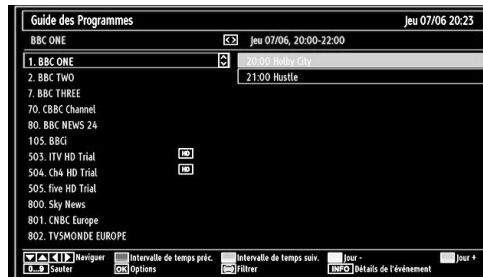 Guide des Programmes Jeu 07/06 20:23
BBC ONE Jeu 07/06, 20:00-22:00
1. BBC ONE 20:00 Holby City
2. BBC TWO 21:00 Hustle
7. BBC THREE
70. CBBC Channel
80. BBC NEWS 24
105. BBCi
503. ITV HD Trial HD
504. Ch4 HD Trial HD
505. five HD Trial
800. Sky News
801. CNBC Europe
802. TV5MONDE EUROPE
Naviguer Intervalle de temps préc. Intervalle de temps suiv. Jour - Jour +
0...9 Sauter OK Options Filtrer INFO Détails de l'événement